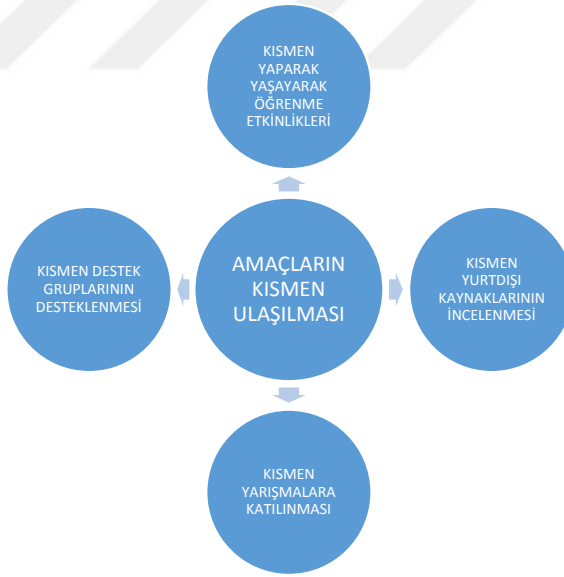 KISMEN
YAPARAK
YAŞAYARAK
ÖĞRENME
ETKİNLİKLERİ
KISMEN DESTEK
GRUPLARININ
DESTEKLENMESİ
AMAÇLARIN
KISMEN
ULAŞILMASI
KISMEN
YURTDIŞI
KAYNAKLARININ
İNCELENMESİ
KISMEN
YARIŞMALARA
KATILINMASI